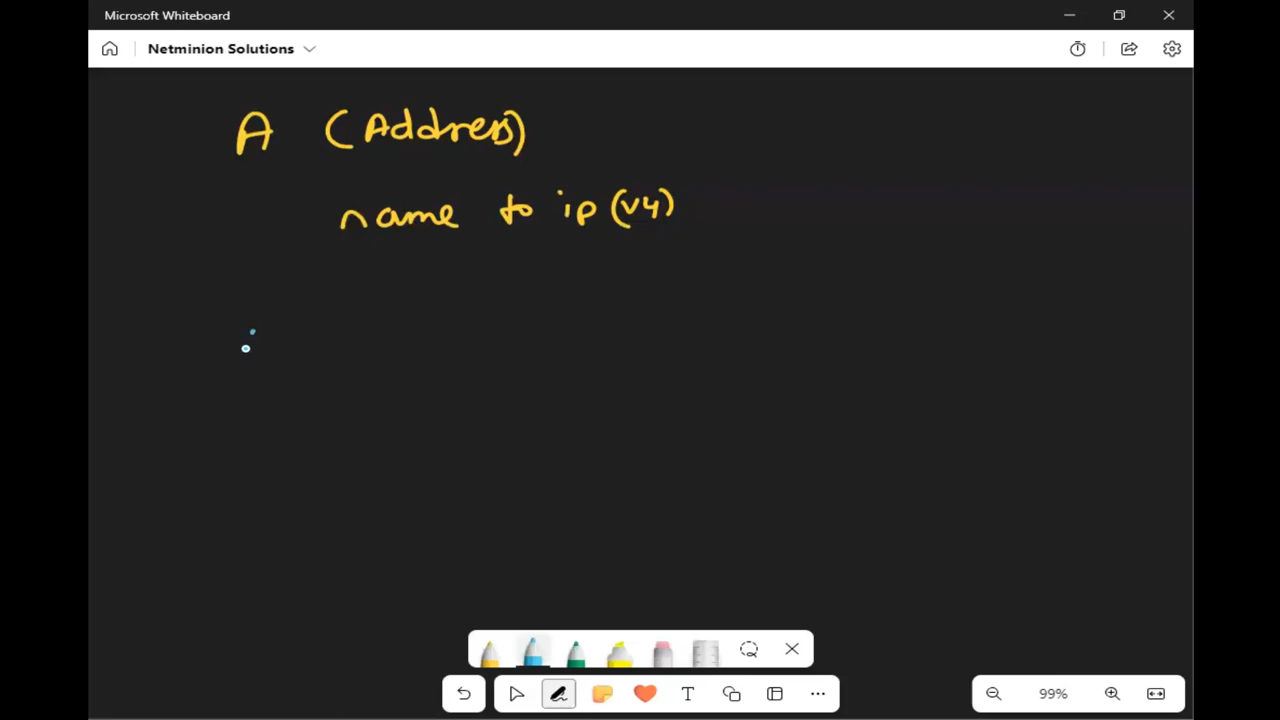 Microsoft Whiteboard
Netminion Solutions
A (Address)
name to ip (v4)
99%